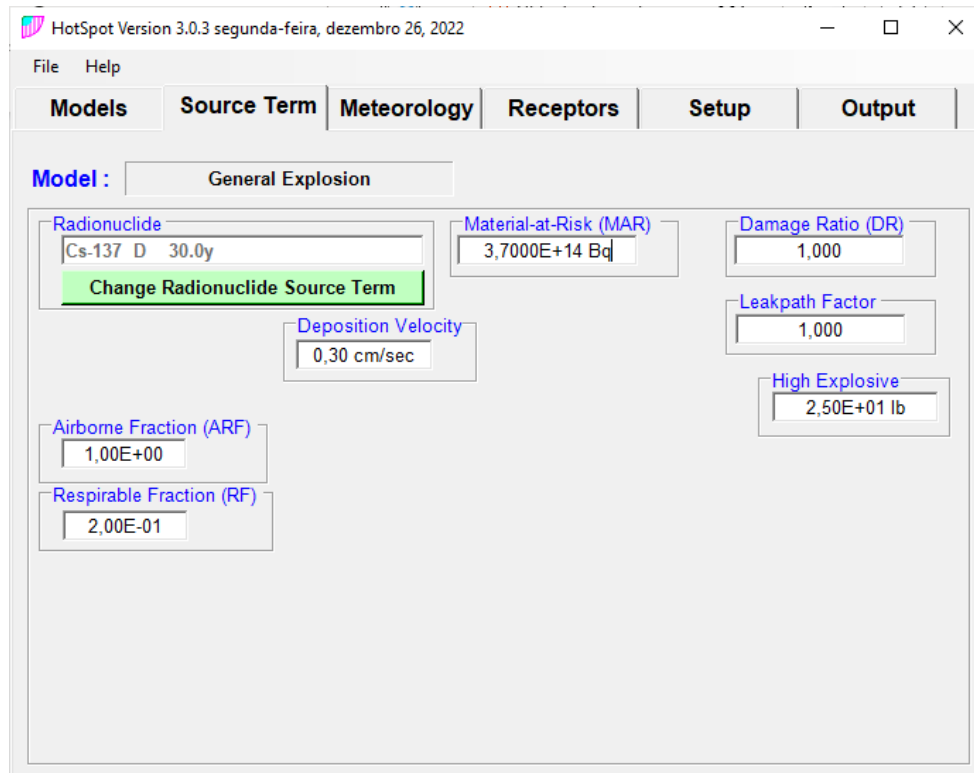 HotSpot Version 3.0.3 segunda-feira, dezembro 26, 2022
File Help
Models Source Term Meteorology Receptors Setup Output
Model : General Explosion
Radionuclide
Cs-137 D 30.0y
Change Radionuclide Source Term
Material-at-Risk (MAR)
3,7000E+14 Bq
Damage Ratio (DR)
1,000
Leakpath Factor
1,000
Deposition Velocity
0,30 cm/sec
High Explosive
2,50E+01 lb
Airborne Fraction (ARF)
1,00E+00
Respirable Fraction (RF)
2,00E-01